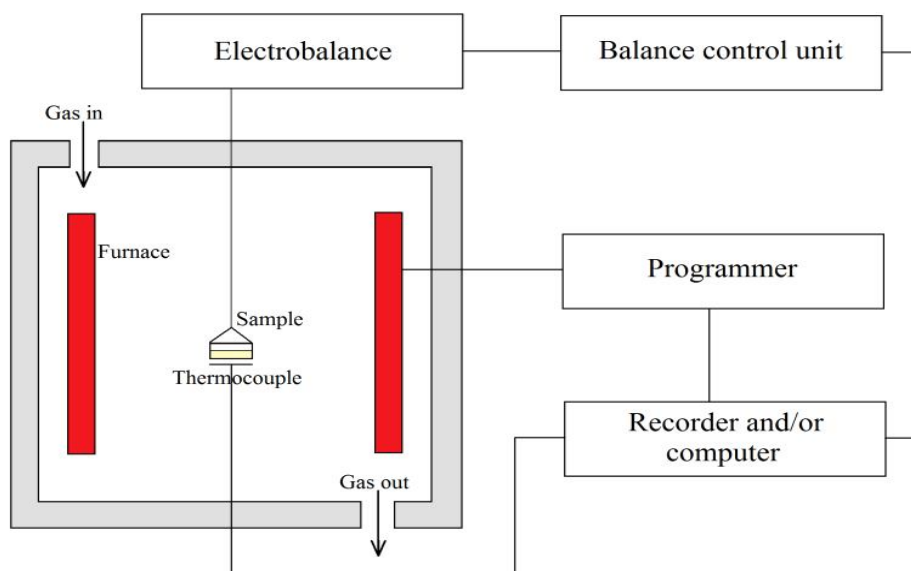 Electrobalance
Balance control unit
Gas in
Furnace
Programmer
Sample
Thermocouple
Recorder and/or
computer
Gas out